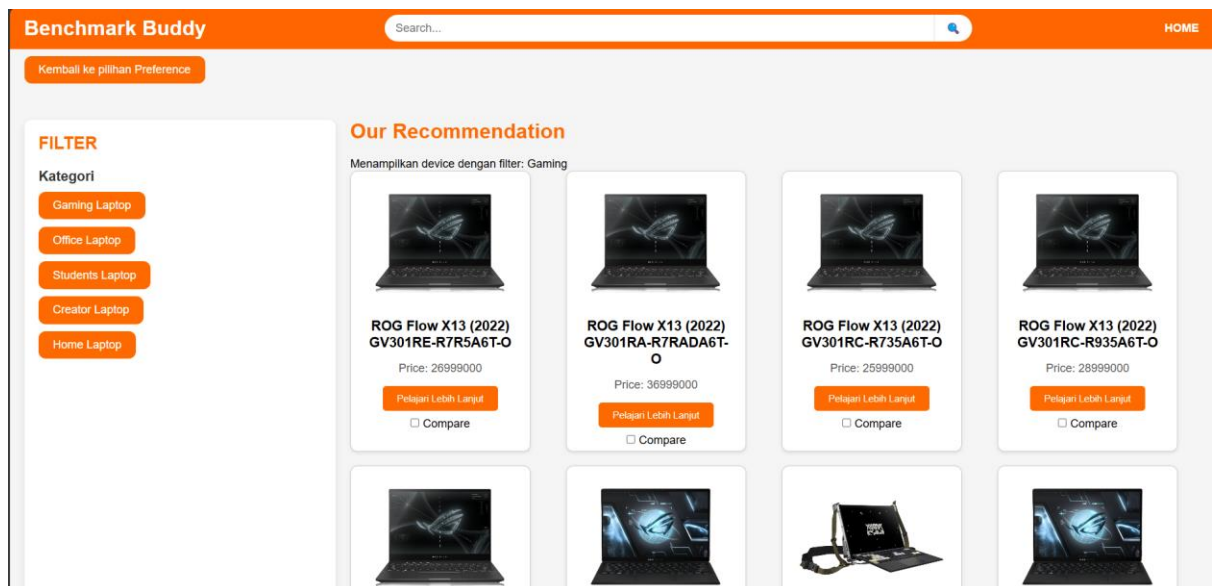 Benchmark Buddy
Search...
HOME
Kembali ke pilihan Preference
FILTER
Kategori
Gaming Laptop
Office Laptop
Students Laptop
Creator Laptop
Home Laptop
Our Recommendation
Menampilkan device dengan filter: Gaming
ROG Flow X13 (2022)
GV301RE-R7R5A6T-O
Price: 26999000
Pelajari Lebih Lanjut
Compare
ROG Flow X13 (2022)
GV301RA-R7RADA6T-
O
Price: 36999000
Pelajari Lebih Lanjut
Compare
ROG Flow X13 (2022)
GV301RC-R735A6T-O
Price: 25999000
Pelajari Lebih Lanjut
Compare
ROG Flow X13 (2022)
GV301RC-R935A6T-O
Price: 28999000
Pelajari Lebih Lanjut
Compare